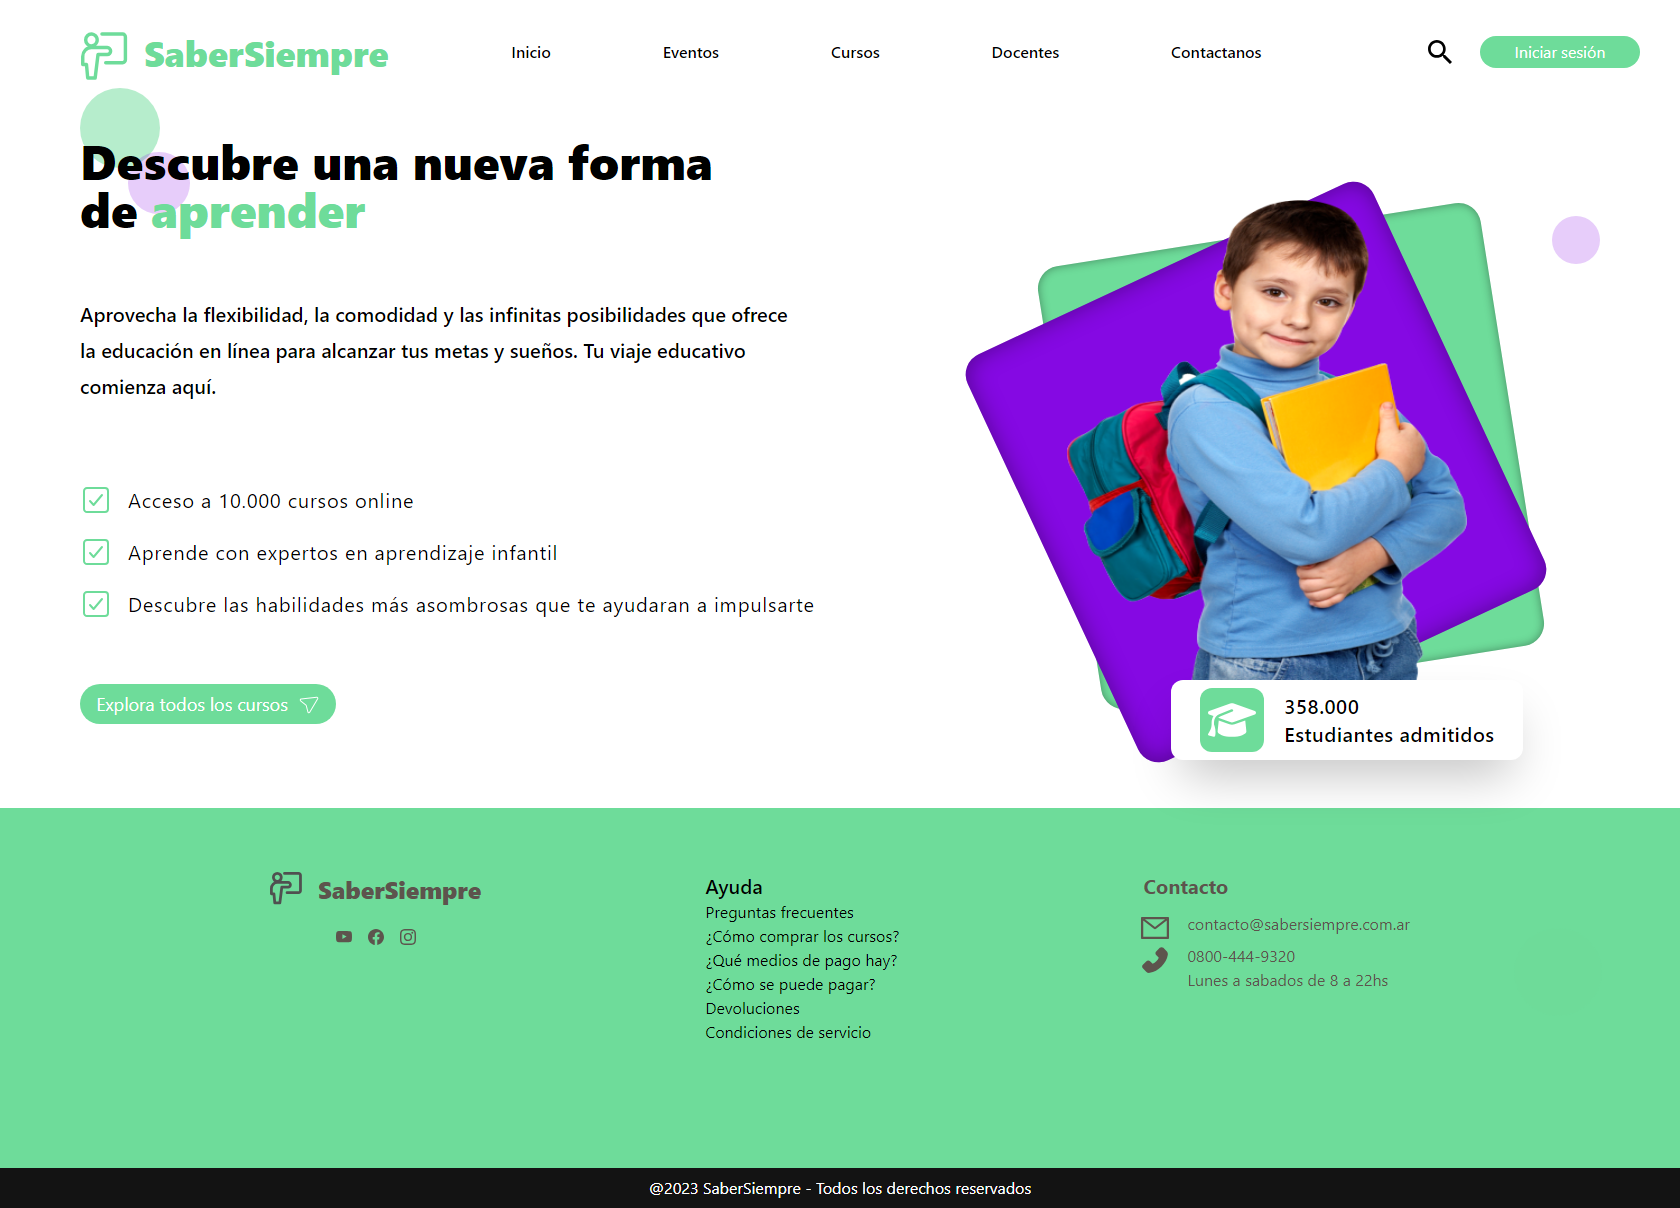 SaberSiempre
Inicio
Eventos
Cursos
Docentes
Contactanos
Iniciar sesión
Descubre una nueva forma
de aprender
Aprovecha la flexibilidad, la comodidad y las infinitas posibilidades que ofrece
la educación en línea para alcanzar tus metas y sueños. Tu viaje educativo
comienza aquí.
Acceso a 10.000 cursos online
Aprende con expertos en aprendizaje infantil
Descubre las habilidades más asombrosas que te ayudaran a impulsarte
Explora todos los cursos
358.000
Estudiantes admitidos
SaberSiempre
Ayuda
Preguntas frecuentes
¿Cómo comprar los cursos?
¿Qué medios de pago hay?
¿Cómo se puede pagar?
Devoluciones
Condiciones de servicio
Contacto
contacto@sabersiempre.com.ar
0800-444-9320
Lunes a sabados de 8 a 22hs
@2023 SaberSiempre - Todos los derechos reservados